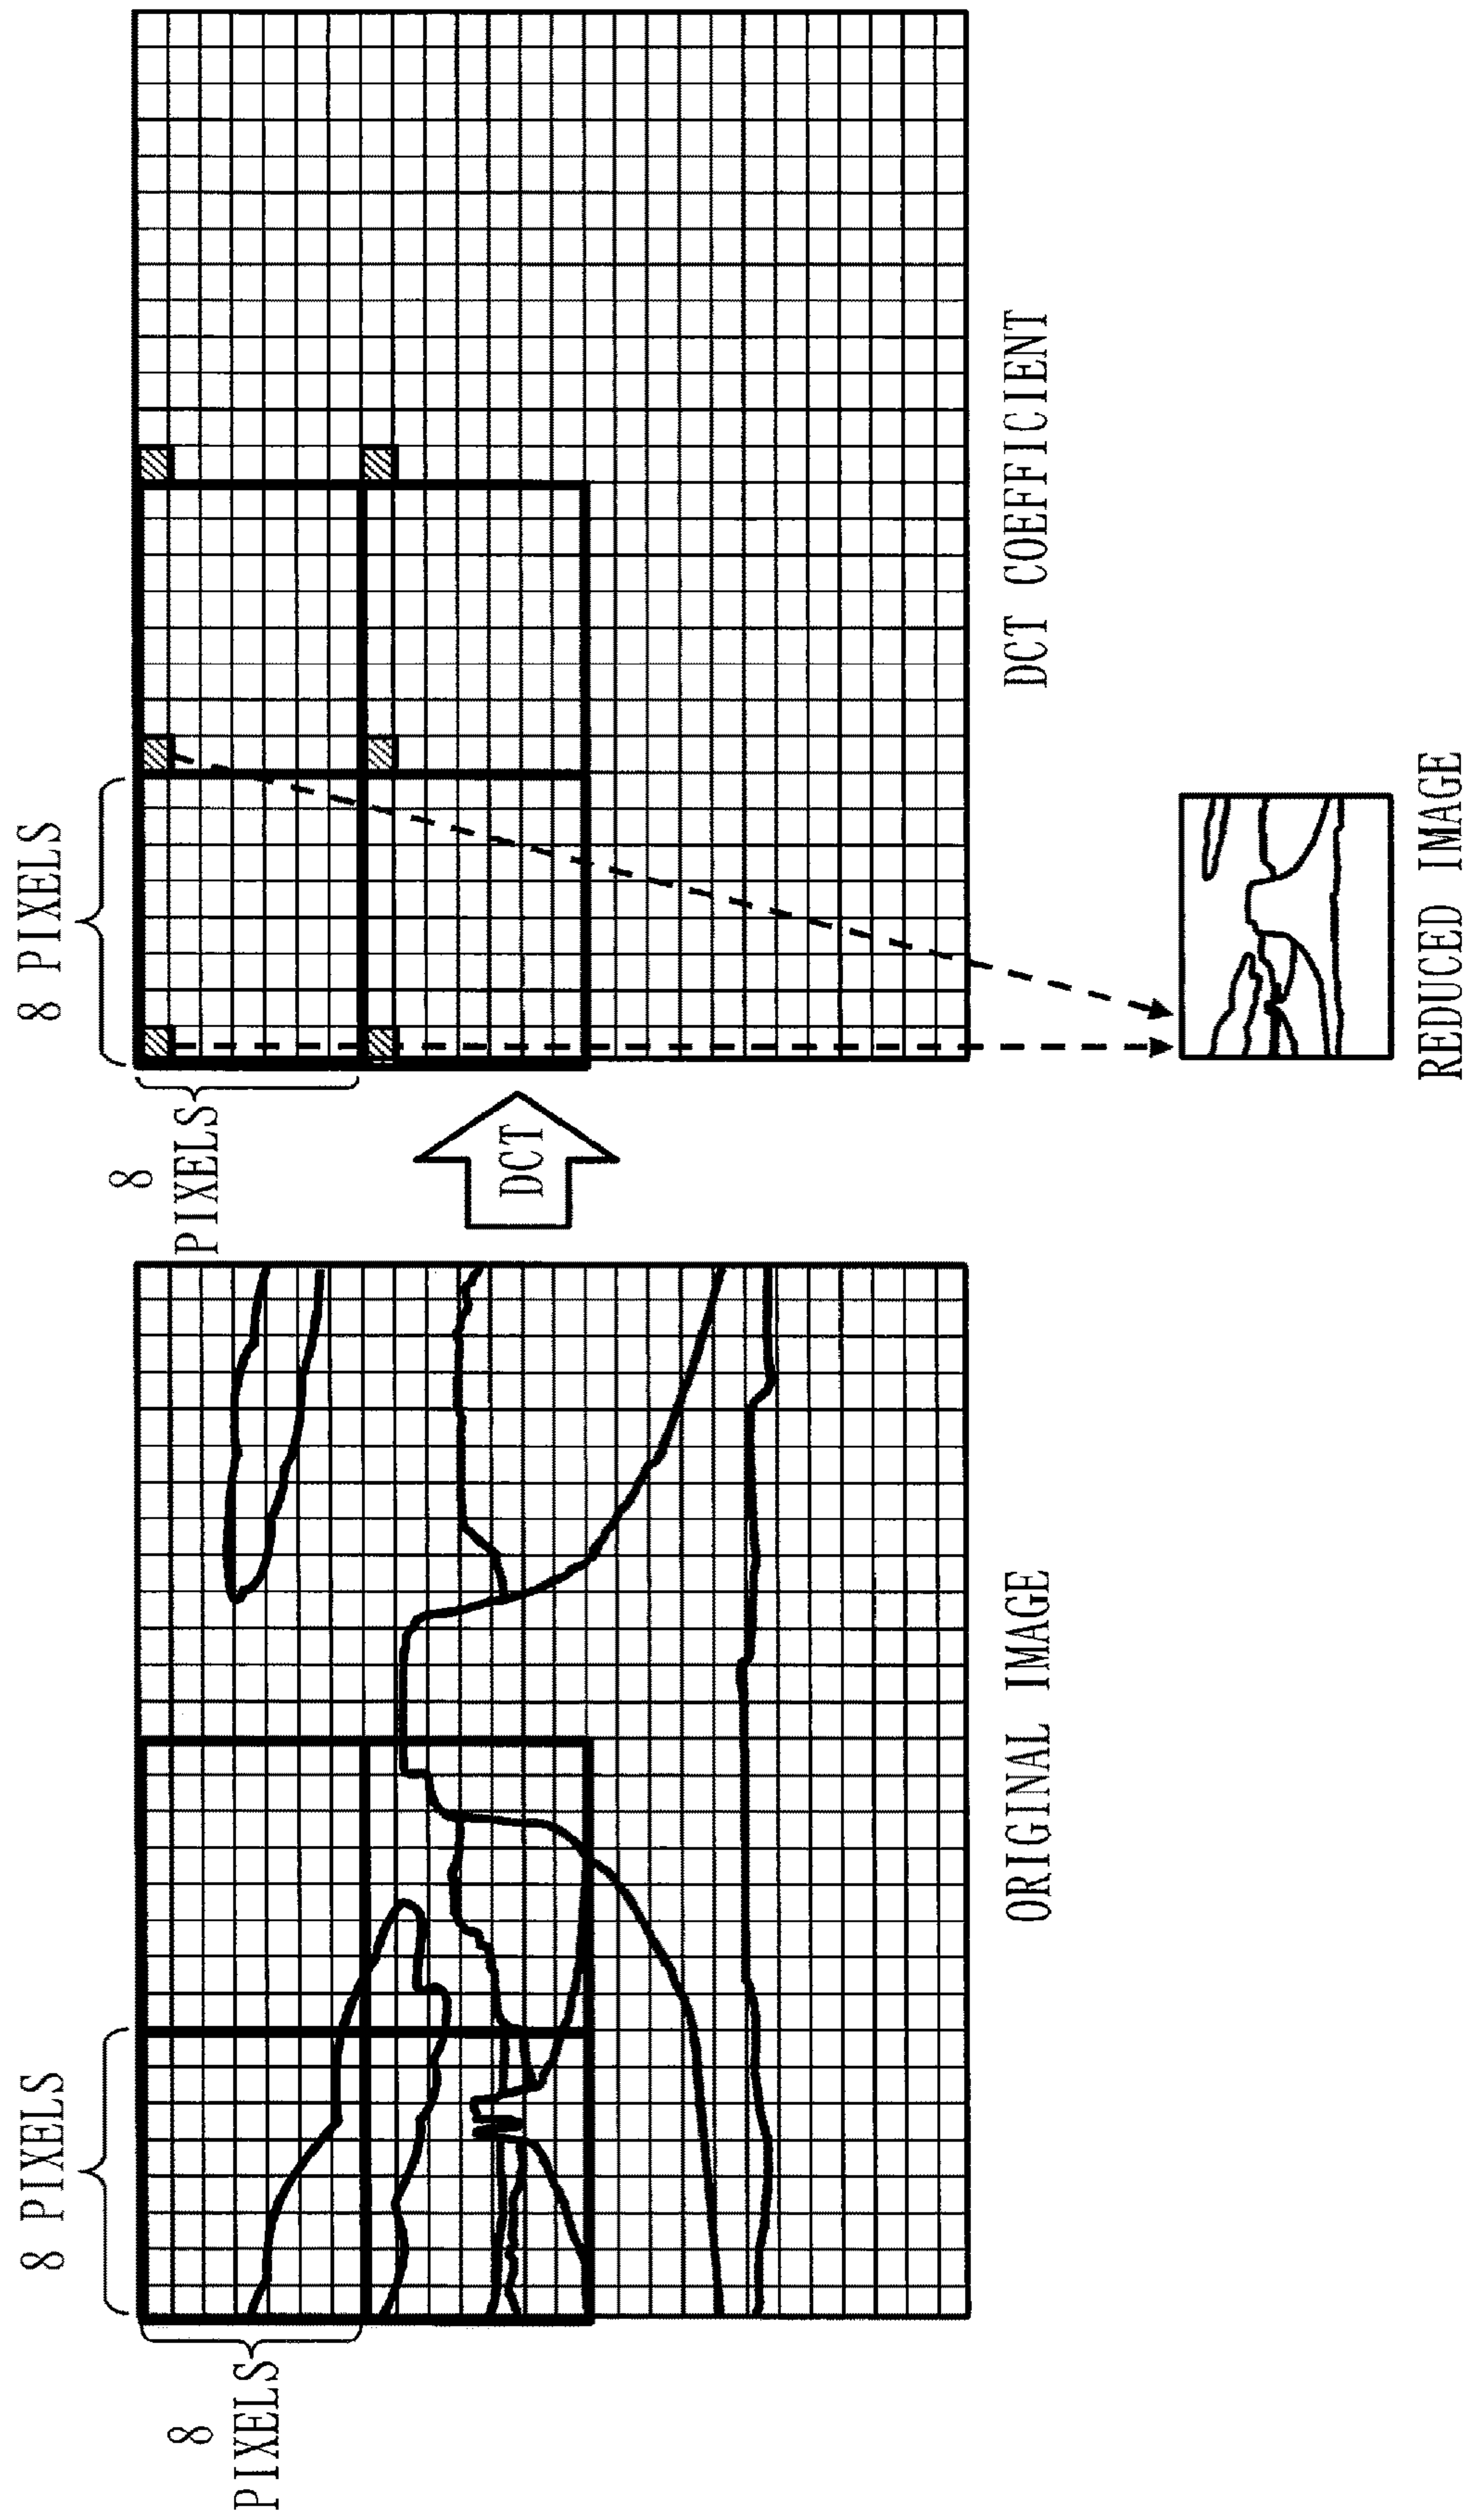 8 PIXELS
8
PIXELS
ORIGINAL IMAGE
DCT
8 PIXELS
8
PIXELS
DCT COEFFICIENT
REDUCED IMAGE